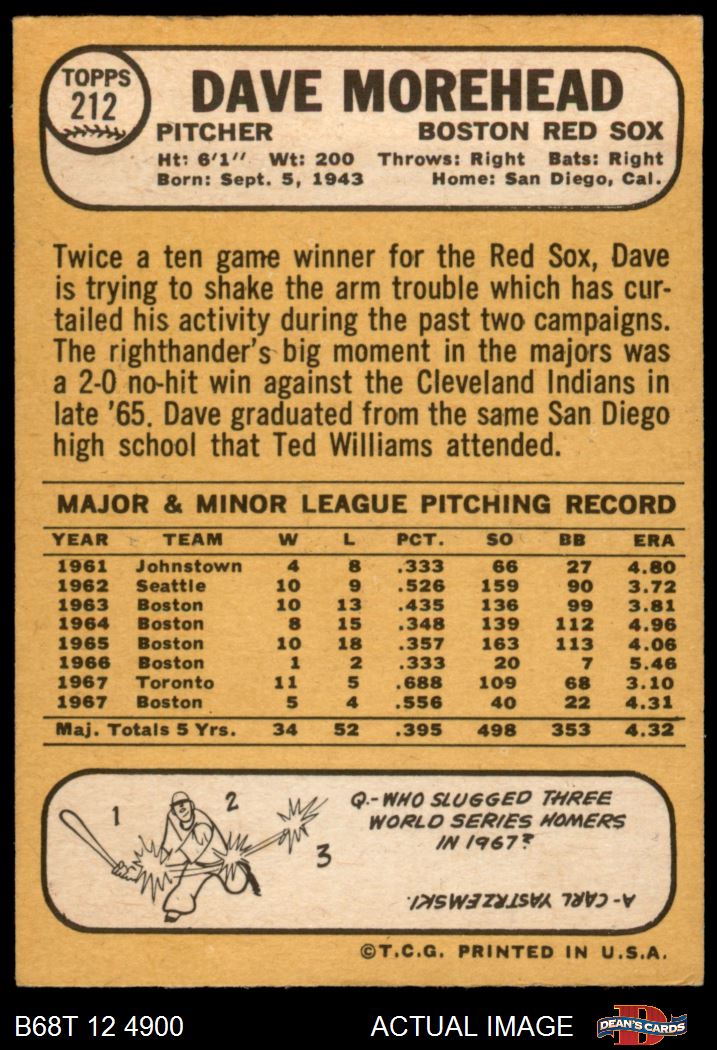 TOPPS
212
DAVE MOREHEAD
PITCHER BOSTON RED SOX
Ht: 6'1" Wt: 200 Throws: Right Bats: Right
Born: Sept. 5, 1943 Home: San Diego, Cal.
Twice a ten game winner for the Red Sox, Dave
is trying to shake the arm trouble which has cur-
tailed his activity during the past two campaigns.
The righthander's big moment in the majors was
a 2-0 no-hit win against the Cleveland Indians in
late '65. Dave graduated from the same San Diego
high school that Ted Williams attended.
MAJOR & MINOR LEAGUE PITCHING RECORD
YEAR TEAM W L PCT. SO BB ERA
1961 Johnstown 4 8 .333 66 27 4.80
1962 Seattle 10 9 .526 159 90 3.72
1963 Boston 10 13 .435 136 99 3.81
1964 Boston 8 15 .348 139 112 4.96
1965 Boston 10 18 .357 163 113 4.06
1966 Boston 1 2 .333 20 7 5.46
1967 Toronto 11 5 .688 109 68 3.10
1967 Boston 5 4 .556 40 22 4.31
Maj. Totals 5 Yrs. 34 52 .395 498 353 4.32
1 2 3
Q.-WHO SLUGGED THREE
WORLD SERIES HOMERS
IN 1967?
A-CARL YASTRZEMSKI.
©T.C.G. PRINTED IN U.S.A.
B68T 12 4900 ACTUAL IMAGE
D
DEAN'S CARDS